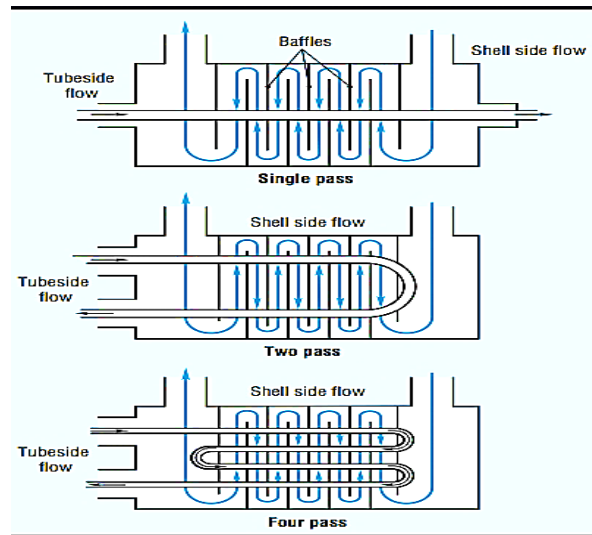 Baffles
Shell side flow
Tubeside
flow
Single pass
Shell side flow
Tubeside
flow
Two pass
Shell side flow
Tubeside
flow
Four pass